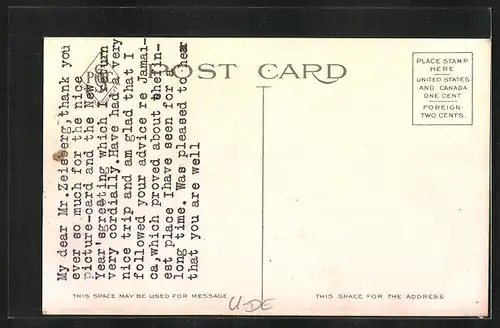 POST CARD
PLACE STAMP
HERE
UNITED STATES
AND CANADA
ONE CENT
FOREIGN-
TWO CENTS.
My dear Mr.Zeisberg,thank you
ever so much for the nice
picture-card and the New
Year'sgreeting which I return
very cordially.Have had a very
nice trip and am glad that I
followed your advice re Jamai-
ca,which proved about thefin-
est place Ihave seen for a
long time. Was pleased to hear
that you are well
THIS SPACE MAY BE USED FOR MESSAGE
THIS SPACE FOR THE ADDRESS
U-DE